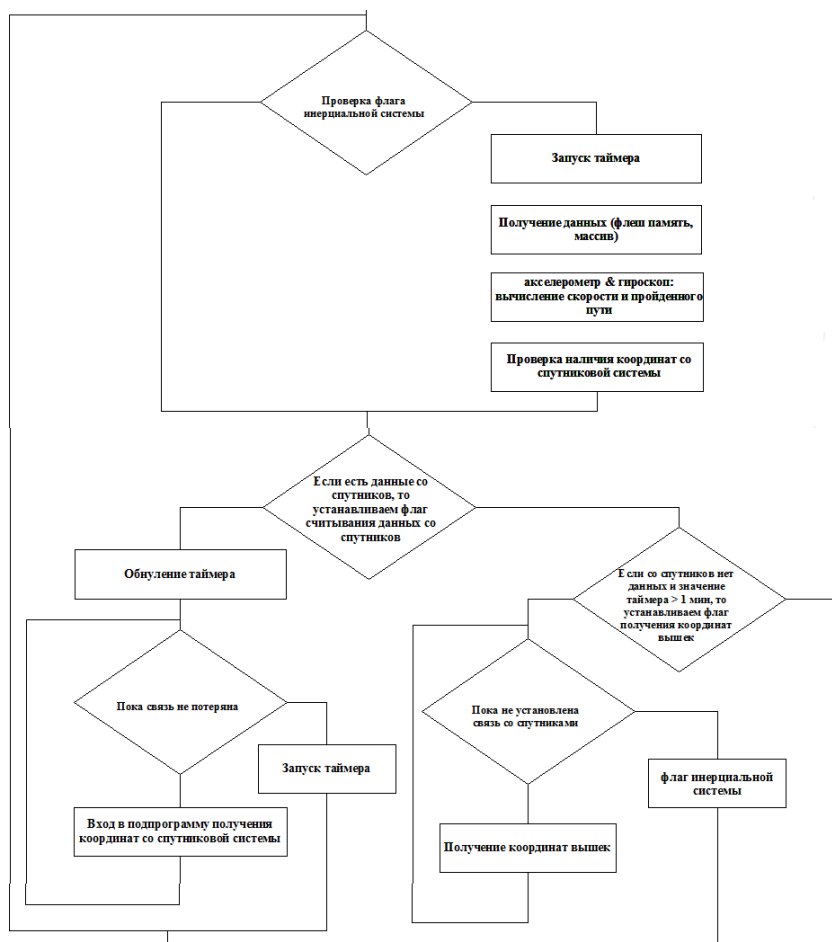 Проверка флага
инерциальной системы
Запуск таймера
Получение данных (флеш память,
массив)
акселерометр & гироскоп:
вычисление скорости и пройденного
пути
Проверка наличия координат со
спутниковой системы
Если есть данные со
спутников, то
устанавливаем флаг
считывания данных со
спутников
Обнуление таймера
Если со спутников нет
данных и значение
таймера > 1 мин, то
устанавливаем флаг
получения координат
вышек
Пока связь не потеряна
Запуск таймера
Вход в подпрограмму получения
координат со спутниковой системы
Пока не установлена
связь со спутниками
флаг инерциальной
системы
Получение координат вышек